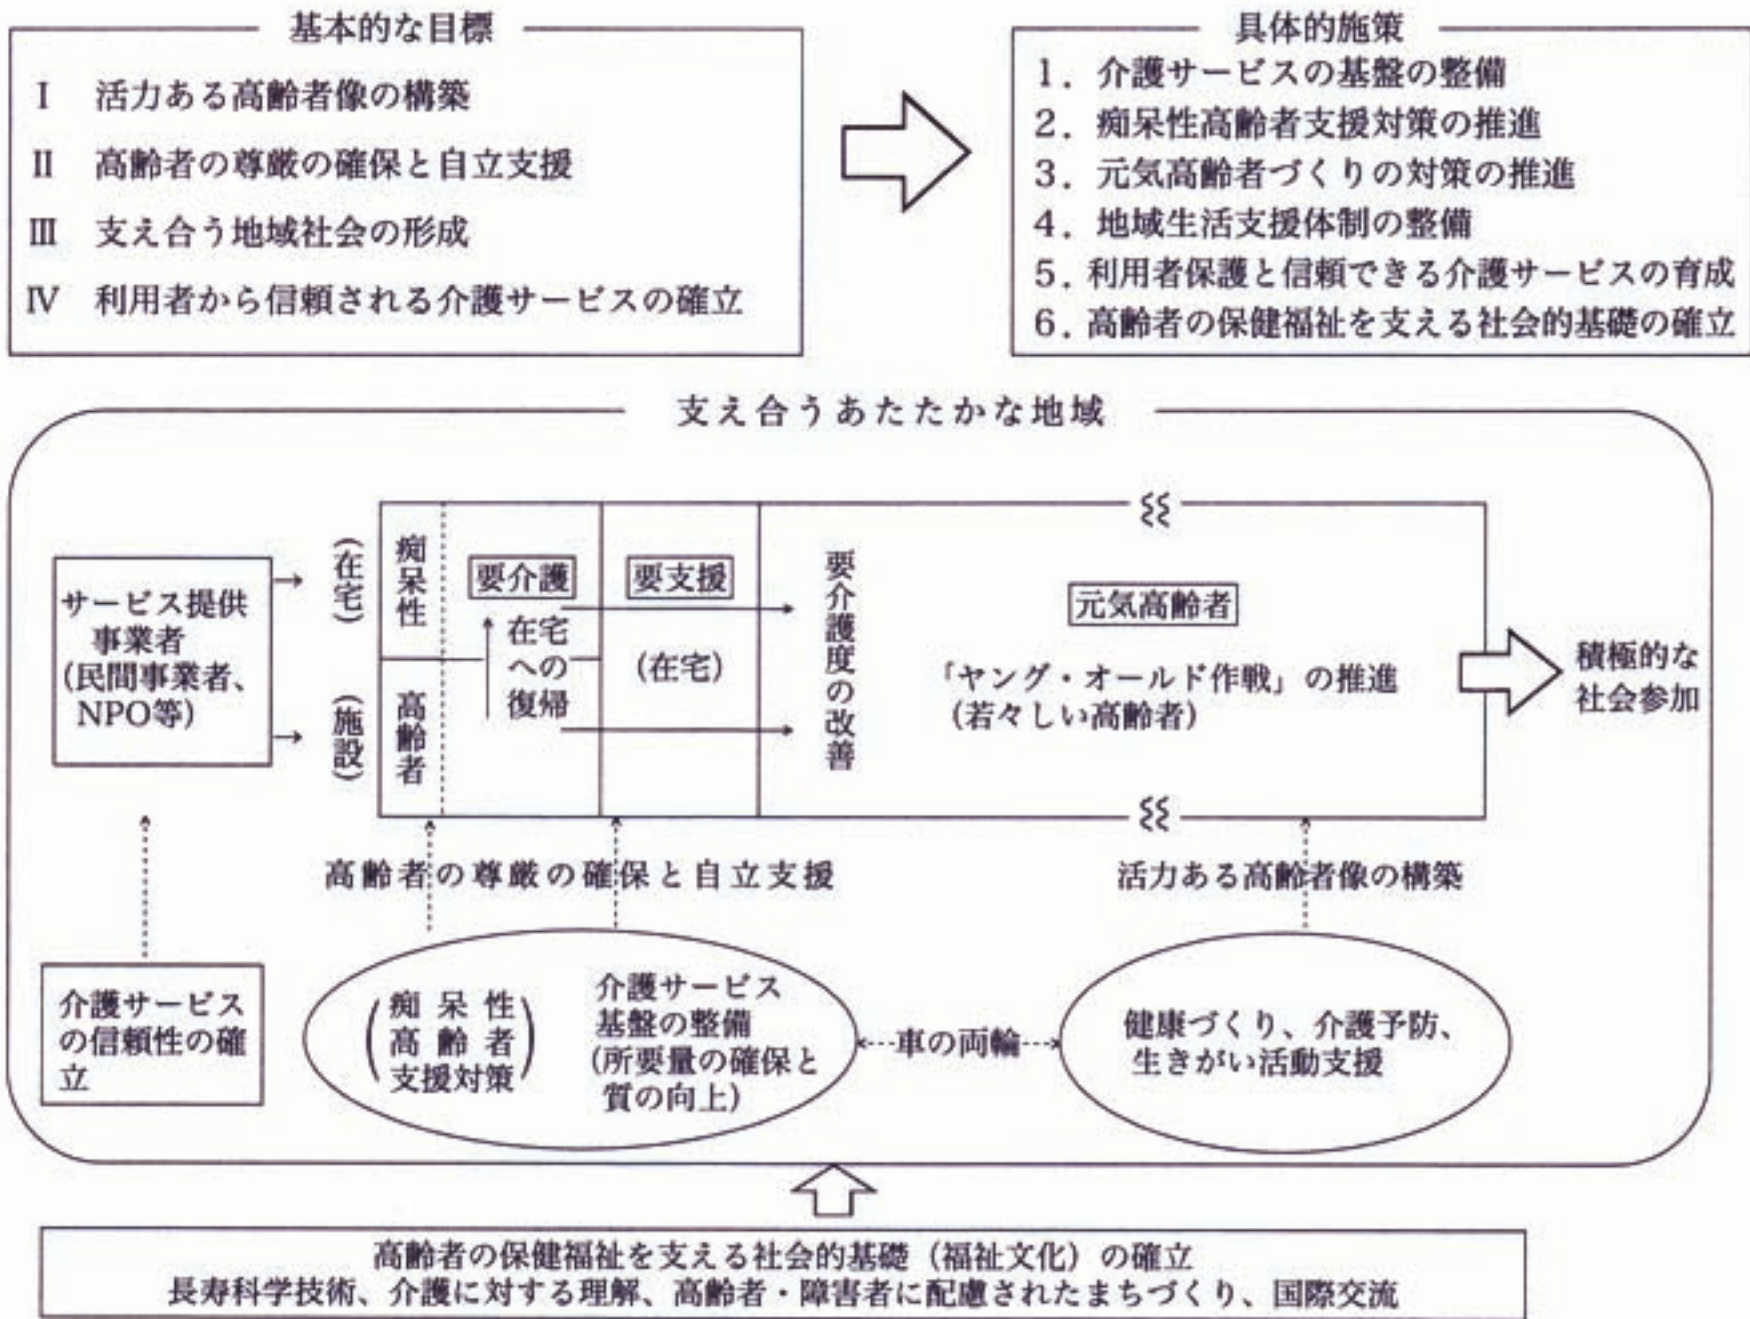 基本的な目標
Ⅰ 活力ある高齢者像の構築
Ⅱ 高齢者の尊厳の確保と自立支援
Ⅲ 支え合う地域社会の形成
Ⅳ 利用者から信頼される介護サービスの確立
具体的施策
1．介護サービスの基盤の整備
2．痴呆性高齢者支援対策の推進
3．元気高齢者づくりの対策の推進
4．地域生活支援体制の整備
5．利用者保護と信頼できる介護サービスの育成
6．高齢者の保健福祉を支える社会的基礎の確立
支え合うあたたかな地域
サービス提供
事業者
(民間事業者、
NPO等)
(在宅)
(施設)
痴呆性
高齢者
要介護
在宅
への
復帰
要支援
(在宅)
要介護度の改善
元気高齢者
「ヤング・オールド作戦」の推進
(若々しい高齢者)
積極的な
社会参加
高齢者の尊厳の確保と自立支援
活力ある高齢者像の構築
介護サービス
の信頼性の確
立
(痴呆性
高齢者
支援対策)
介護サービス
基盤の整備
(所要量の確保と
質の向上)
車の両輪
健康づくり、介護予防、
生きがい活動支援
高齢者の保健福祉を支える社会的基礎（福祉文化）の確立
長寿科学技術、介護に対する理解、高齢者・障害者に配慮されたまちづくり、国際交流